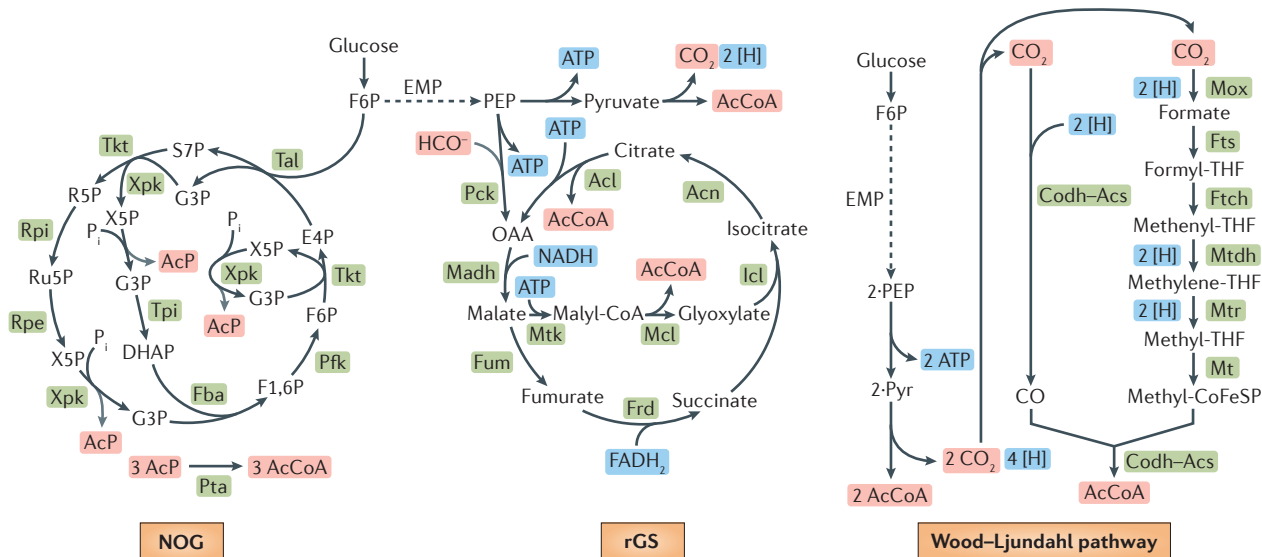 Glucose
F6P
EMP
PEP
ATP
Pyruvate
CO2 2 [H]
AcCoA
Tkt
S7P
Tal
Xpk
G3P
R5P
X5P
Pi
AcP
Rpi
G3P
Ru5P
Tpi
Rpe
DHAP
X5P
Pi
Xpk
G3P
AcP
Fba
F1,6P
Pfk
F6P
Pi
X5P
E4P
Xpk
G3P
Tkt
AcP
3 AcP
3 AcCoA
Pta
NOG
HCO−
ATP
ATP
Pck
Citrate
Acl
AcCoA
Acn
OAA
Isocitrate
Madh
NADH
ATP
AcCoA
Icl
Malate
Malyl-CoA
Glyoxylate
Mtk
Mcl
Fum
Fumurate
Frd
Succinate
FADH2
rGS
Glucose
F6P
EMP
2·PEP
2 ATP
2·Pyr
2 CO2 4 [H]
2 AcCoA
CO2
2 [H]
Codh–Acs
CO
CO2
2 [H]
Mox
Formate
Fts
Formyl-THF
Ftch
Methenyl-THF
2 [H]
Mtdh
Methylene-THF
2 [H]
Mtr
Methyl-THF
Mt
Methyl-CoFeSP
Codh–Acs
AcCoA
Wood–Ljundahl pathway